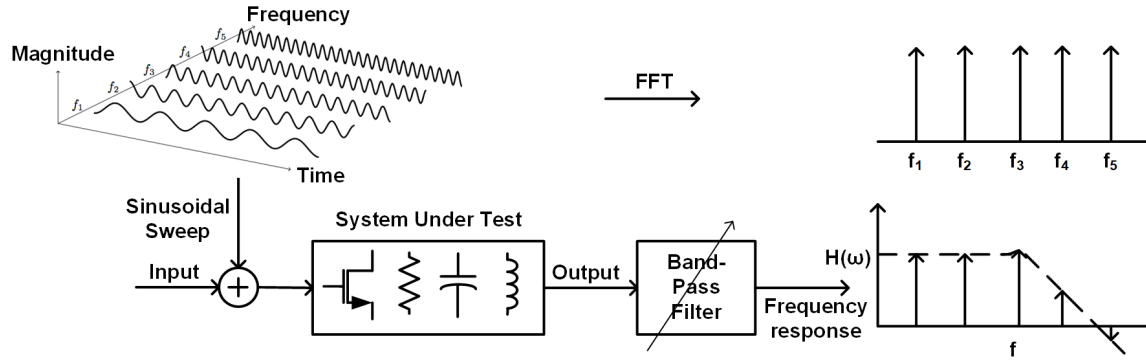 Frequency
Magnitude
f1
f2
f3
f4
f5
Time
FFT
f1 f2 f3 f4 f5
Sinusoidal
Sweep
System Under Test
Input
+
Output
Band-
Pass
Filter
Frequency
response
H(ω)
f